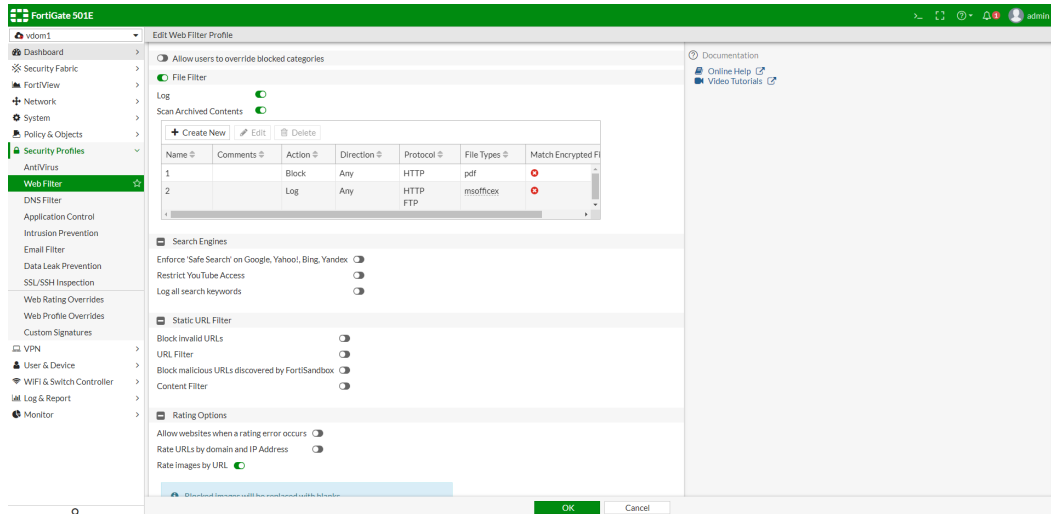 FortiGate 501E
>_
1
admin
vdom1
Edit Web Filter Profile
Dashboard
Security Fabric
FortiView
Network
System
Policy & Objects
Security Profiles
AntiVirus
Web Filter
DNS Filter
Application Control
Intrusion Prevention
Email Filter
Data Leak Prevention
SSL/SSH Inspection
Web Rating Overrides
Web Profile Overrides
Custom Signatures
VPN
User & Device
WiFi & Switch Controller
Log & Report
Monitor
Allow users to override blocked categories
File Filter
Log
Scan Archived Contents
+ Create New Edit Delete
Name Comments Action Direction Protocol File Types Match Encrypted Fi
1 Block Any HTTP pdf
2 Log Any HTTP msofficex
FTP
Search Engines
Enforce 'Safe Search' on Google, Yahoo!, Bing, Yandex
Restrict YouTube Access
Log all search keywords
Static URL Filter
Block invalid URLs
URL Filter
Block malicious URLs discovered by FortiSandbox
Content Filter
Rating Options
Allow websites when a rating error occurs
Rate URLs by domain and IP Address
Rate images by URL
Blocked images will be replaced with blanks
OK Cancel
Documentation
Online Help
Video Tutorials